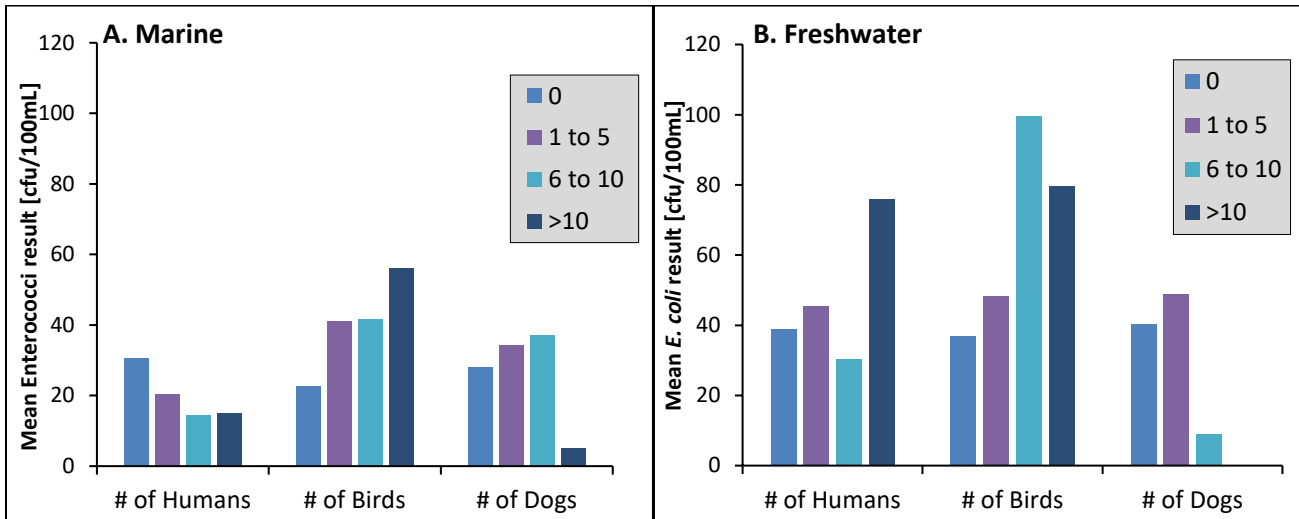 A. Marine
Mean Enterococci result [cfu/100mL]
120
100
80
60
40
20
0
0
1 to 5
6 to 10
>10
# of Humans
# of Birds
# of Dogs
B. Freshwater
Mean E. coli result [cfu/100mL]
120
100
80
60
40
20
0
0
1 to 5
6 to 10
>10
# of Humans
# of Birds
# of Dogs